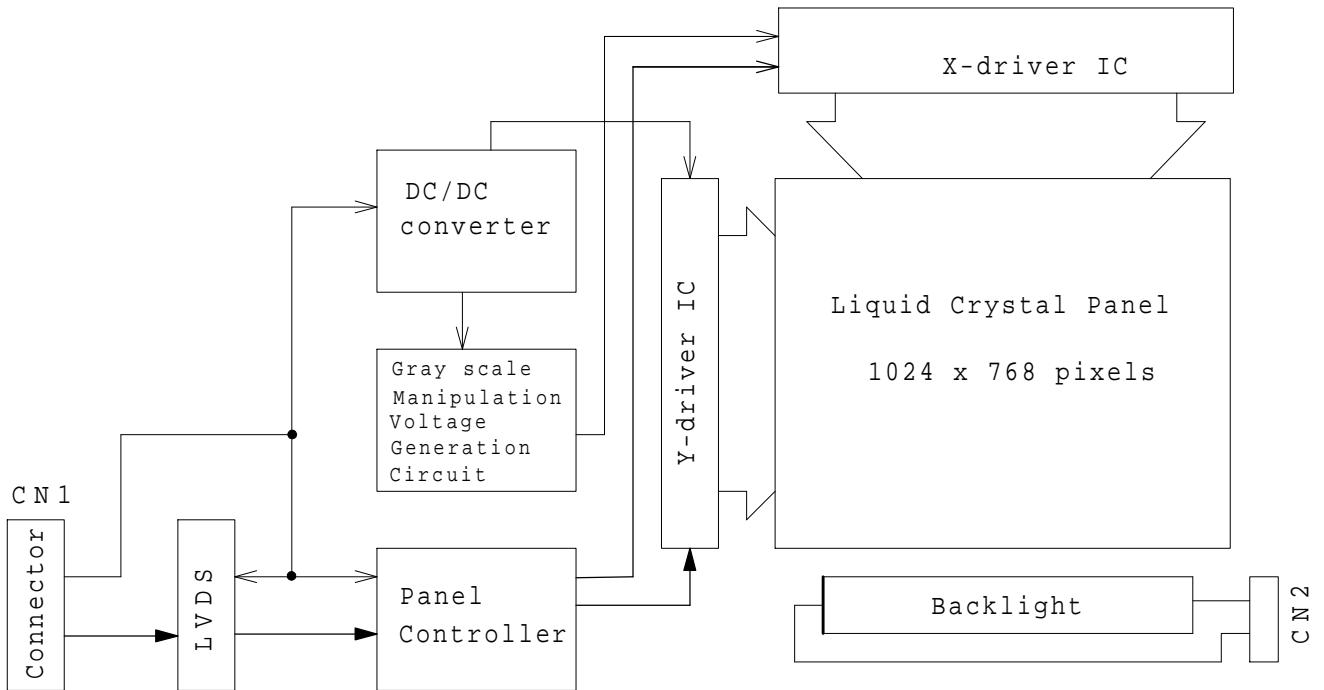 X-driver IC
DC/DC
converter
Y-driver IC
Liquid Crystal Panel
1024 x 768 pixels
Gray scale
Manipulation
Voltage
Generation
Circuit
CN1
Connector
LVDS
Panel
Controller
Backlight
CN2